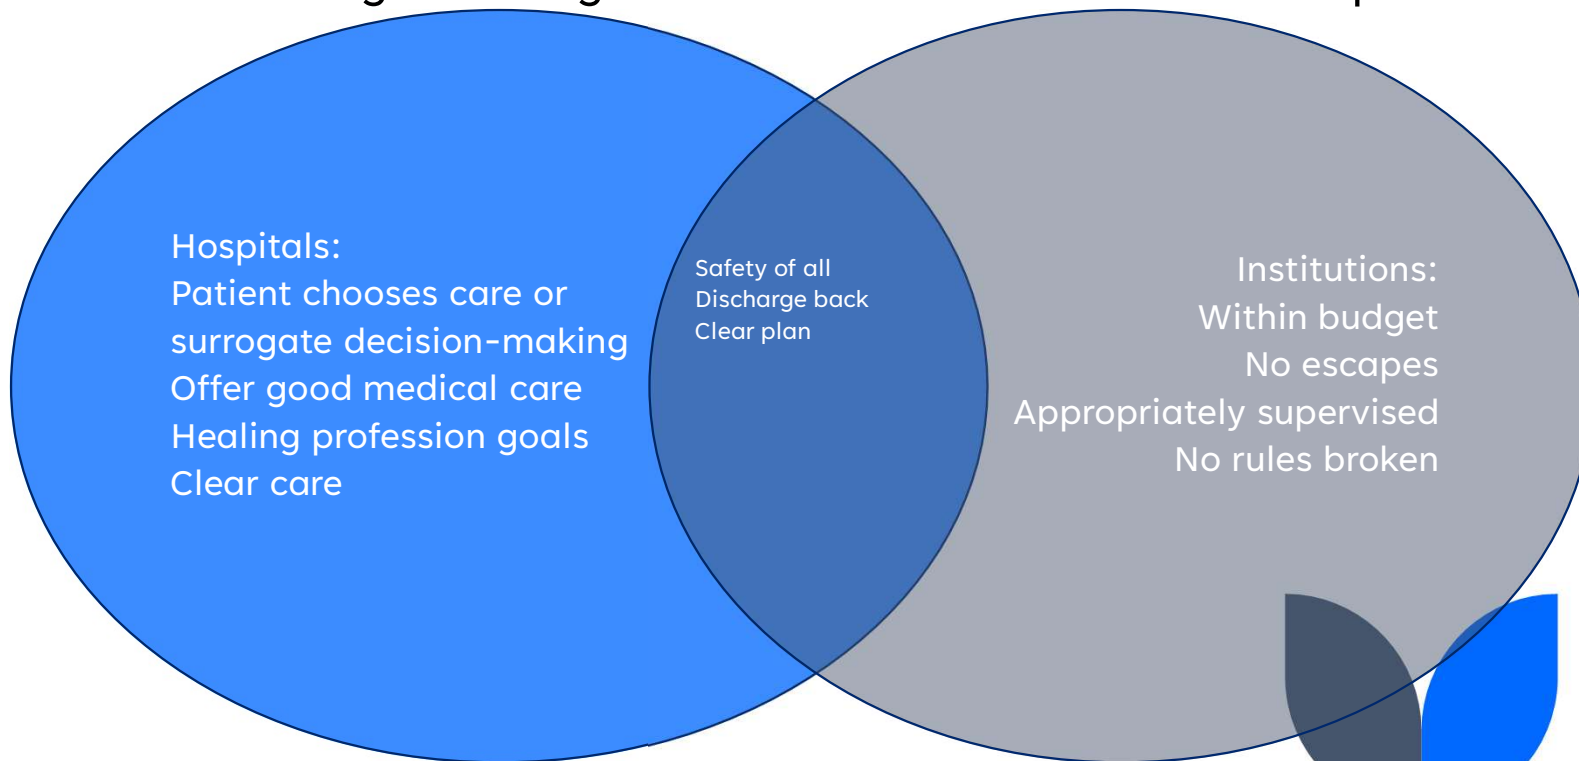 Hospitals:
Patient chooses care or
surrogate decision-making
Offer good medical care
Healing profession goals
Clear care
Safety of all
Discharge back
Clear plan
Institutions:
Within budget
No escapes
Appropriately supervised
No rules broken